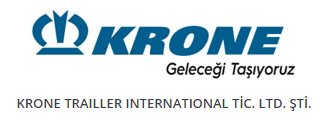 KRONE
Geleceği Taşıyoruz
KRONE TRAILLER INTERNATIONAL TİC. LTD. ŞTİ.